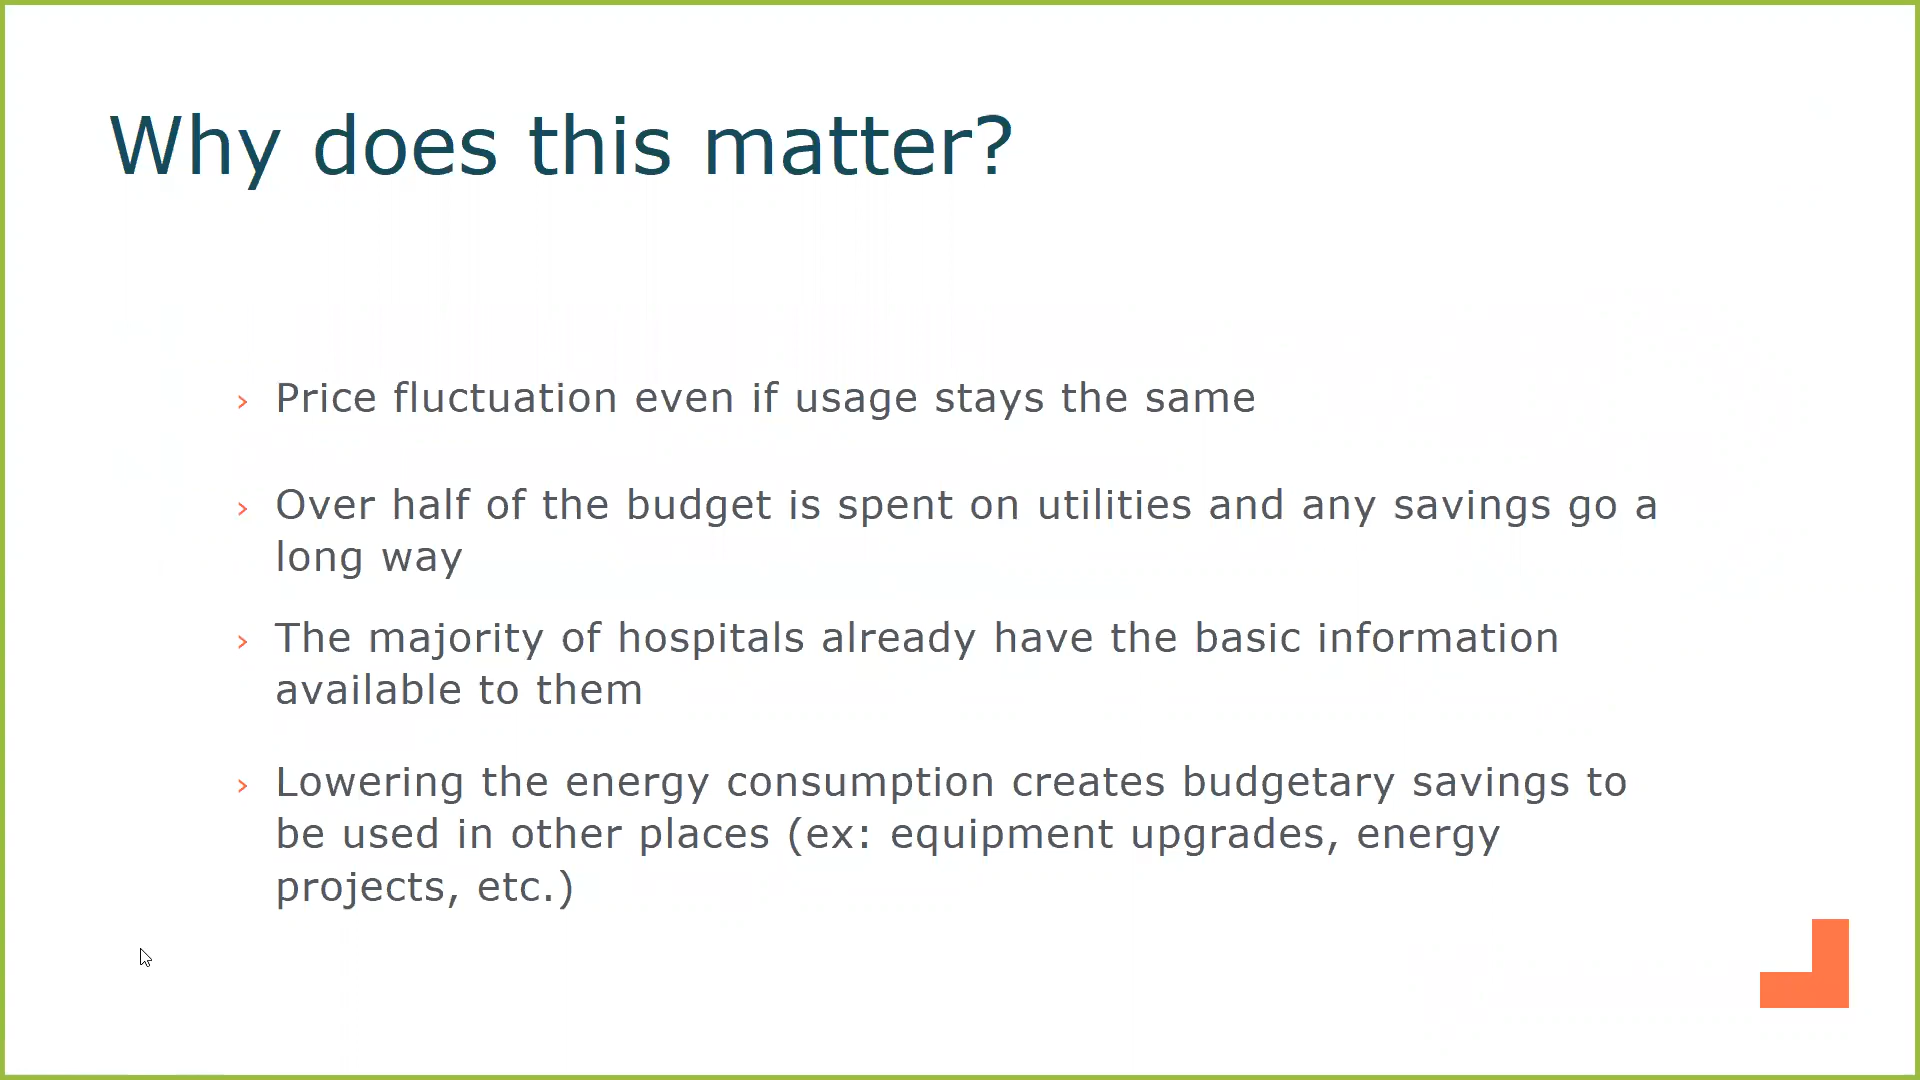 Why does this matter?
› Price fluctuation even if usage stays the same
› Over half of the budget is spent on utilities and any savings go a
long way
› The majority of hospitals already have the basic information
available to them
› Lowering the energy consumption creates budgetary savings to
be used in other places (ex: equipment upgrades, energy
projects, etc.)